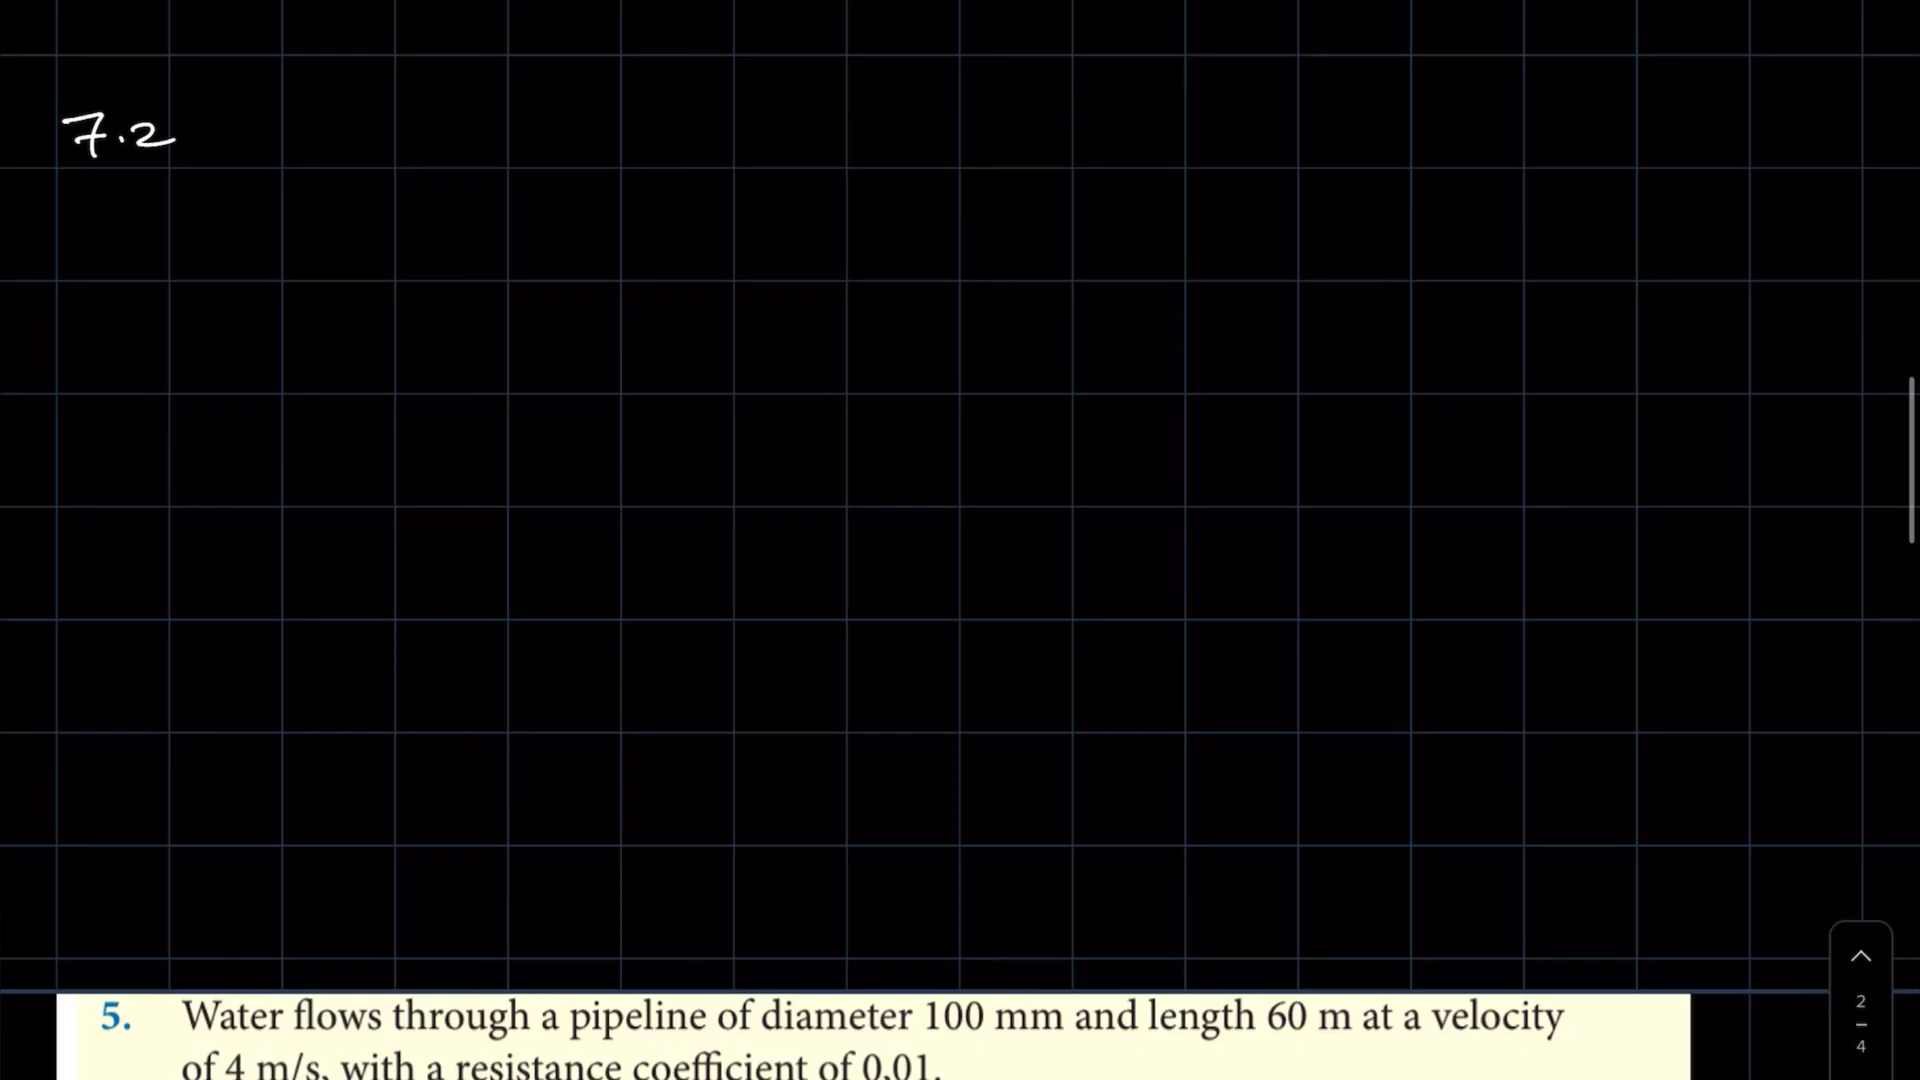 7.2
5. Water flows through a pipeline of diameter 100 mm and length 60 m at a velocity
of 4 m/s, with a resistance coefficient of 0,01.
2
4